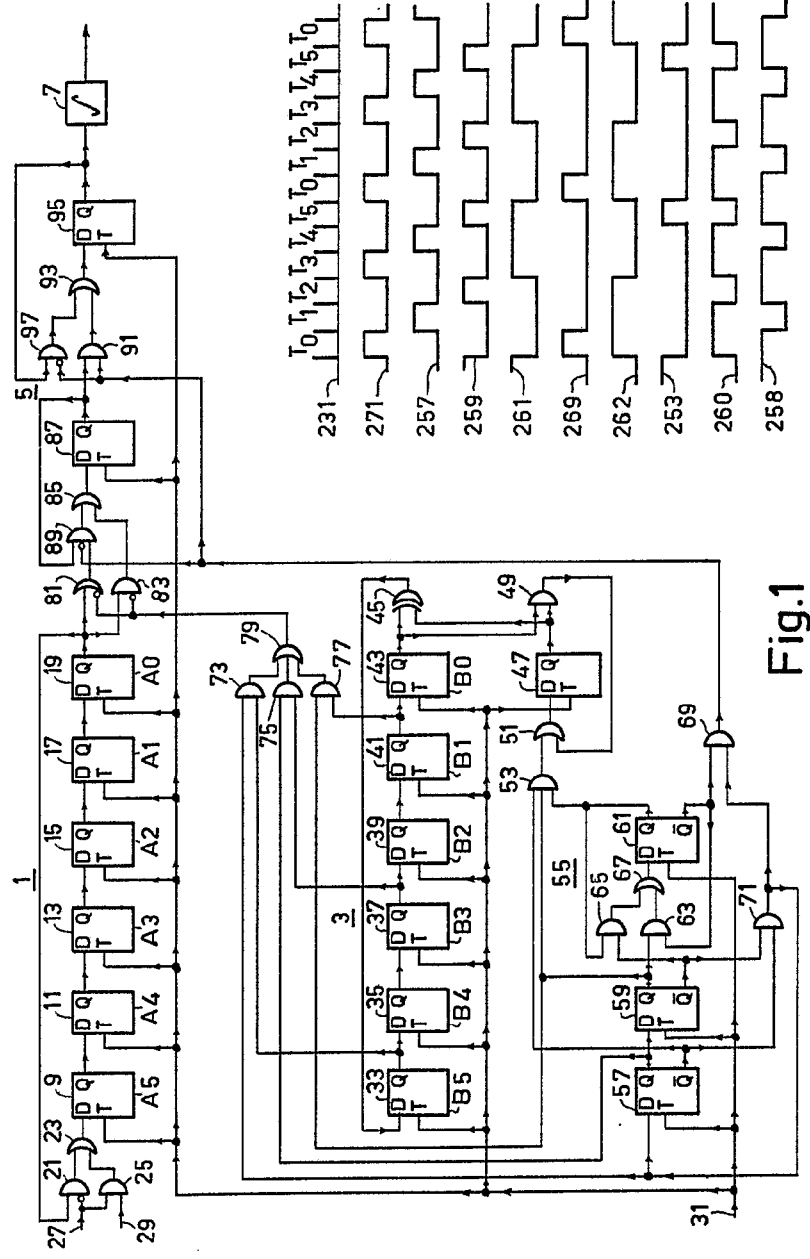 1
5
27
29
21
25
23
9
D Q
T
A5
11
D Q
T
A4
13
D Q
T
A3
15
D Q
T
A2
17
D Q
T
A1
19
D Q
T
A0
81
83
89
85
87
D Q
T
97
91
93
95
D Q
T
7
∫
73
75
77
79
3
33
D Q
T
B5
35
D Q
T
B4
37
D Q
T
B3
39
D Q
T
B2
41
D Q
T
B1
43
D Q
T
B0
45
47
D Q
T
49
51
53
55
57
D Q
T Q̅
59
D Q
T Q̅
65
63
67
61
D Q
T Q̅
69
71
31
T0 T1 T2 T3 T4 T5 T0 T1 T2 T3 T4 T5 T0
231
271
257
259
261
269
262
253
260
258
Fig.1